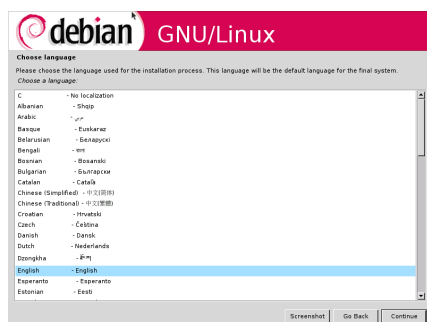 debian GNU/Linux
Choose language
Please choose the language used for the installation process. This language will be the default language for the final system.
Choose a language:
C - No localization
Albanian - Shqip
Arabic - عربي
Basque - Euskaraz
Belarusian - Беларускі
Bengali - বাংলা
Bosnian - Bosanski
Bulgarian - Български
Catalan - Català
Chinese (Simplified) - 中文(简体)
Chinese (Traditional) - 中文(繁體)
Croatian - Hrvatski
Czech - Čeština
Danish - Dansk
Dutch - Nederlands
Dzongkha -
English - English
Esperanto - Esperanto
Estonian - Eesti
Screenshot Go Back Continue